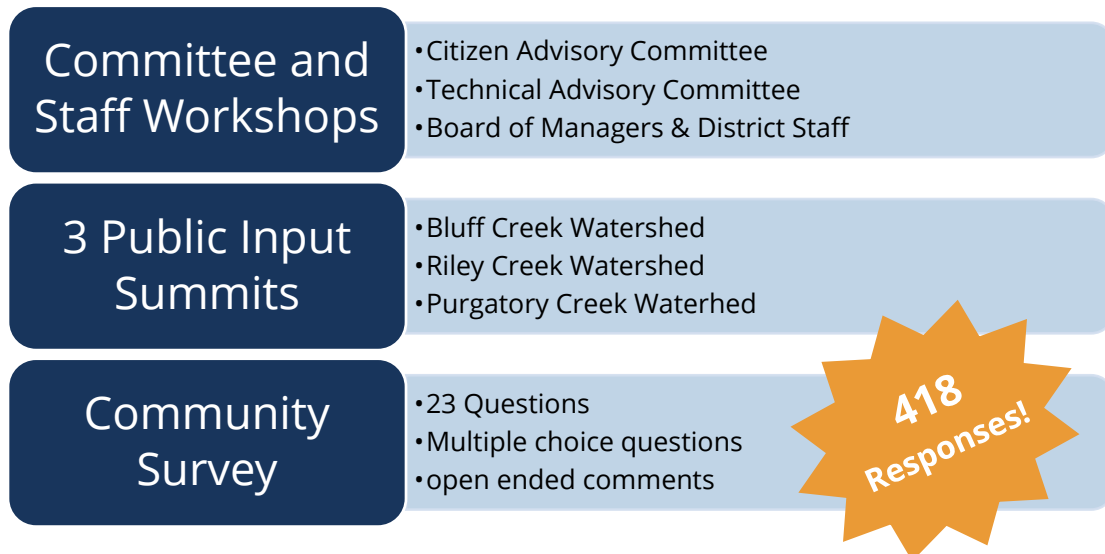 Committee and
Staff Workshops
•Citizen Advisory Committee
•Technical Advisory Committee
•Board of Managers & District Staff
3 Public Input
Summits
•Bluff Creek Watershed
•Riley Creek Watershed
•Purgatory Creek Waterhed
Community
Survey
•23 Questions
•Multiple choice questions
•open ended comments
418
Responses!